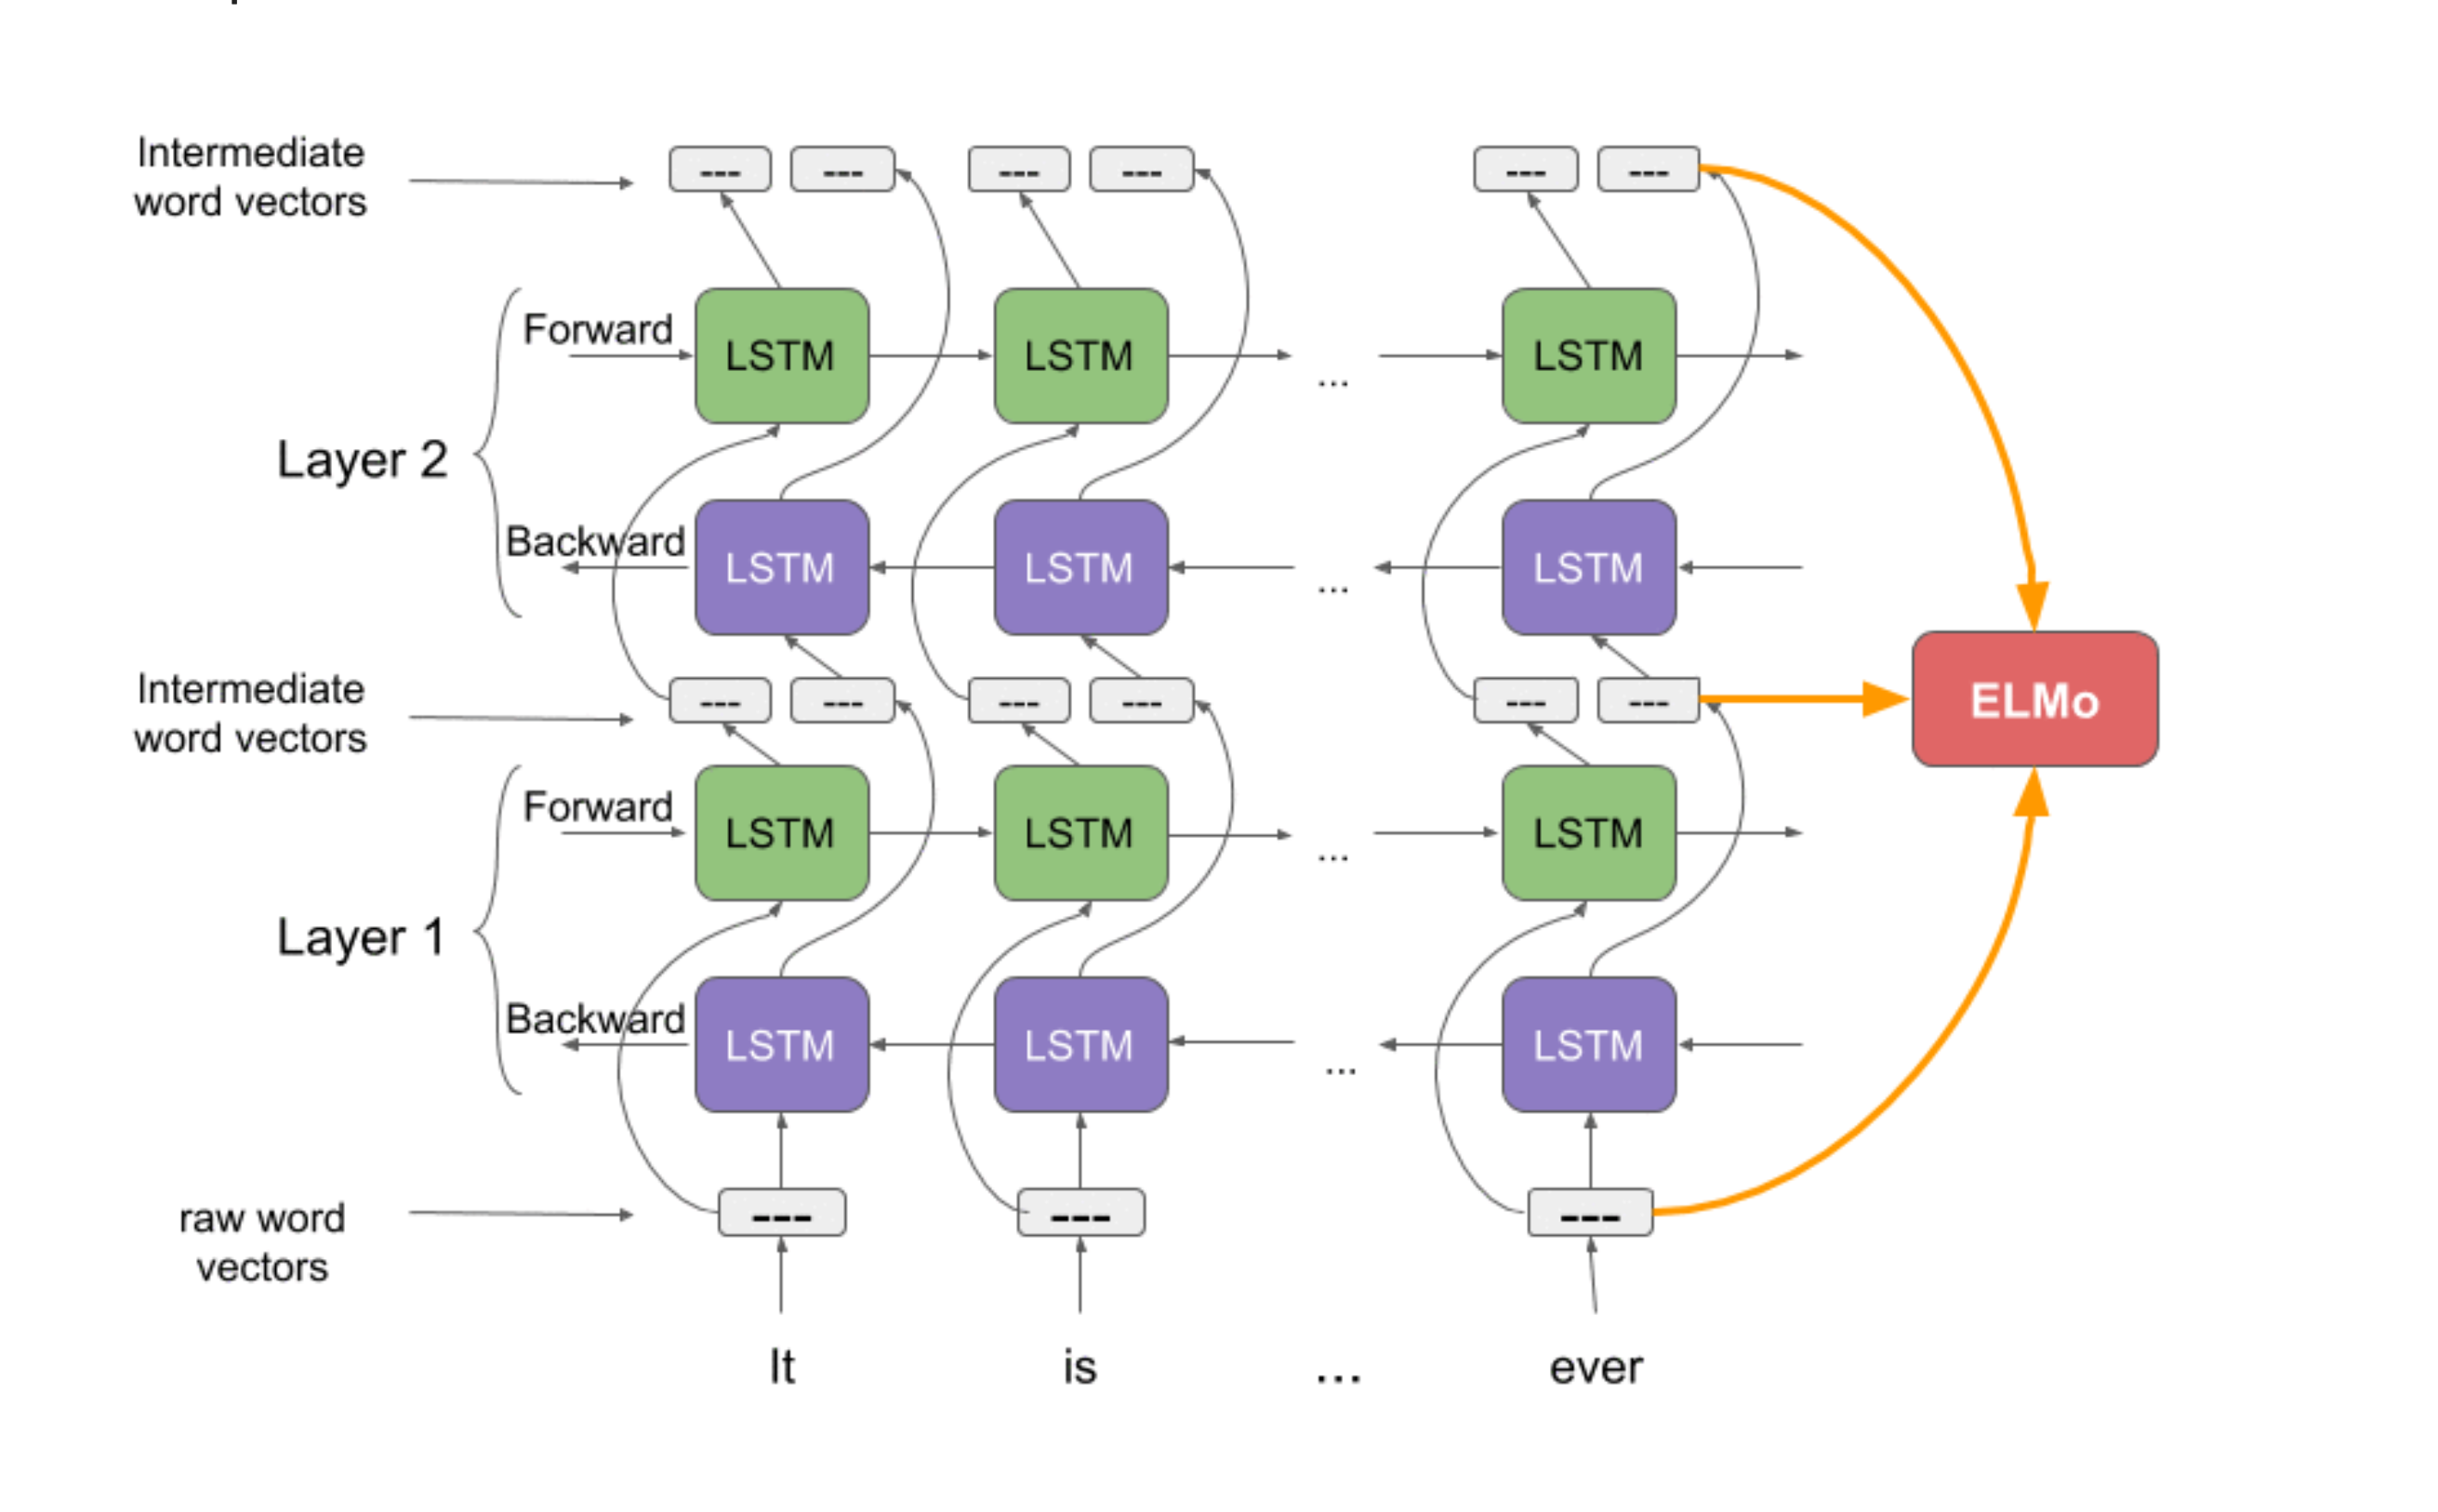 Intermediate
word vectors
--- --- --- --- --- ---
Forward
LSTM LSTM ... LSTM
Layer 2
Backward
LSTM LSTM ... LSTM
Intermediate
word vectors
--- --- --- --- --- ---
ELMo
Forward
LSTM LSTM ... LSTM
Layer 1
Backward
LSTM LSTM ... LSTM
raw word
vectors
--- --- ---
It is ... ever